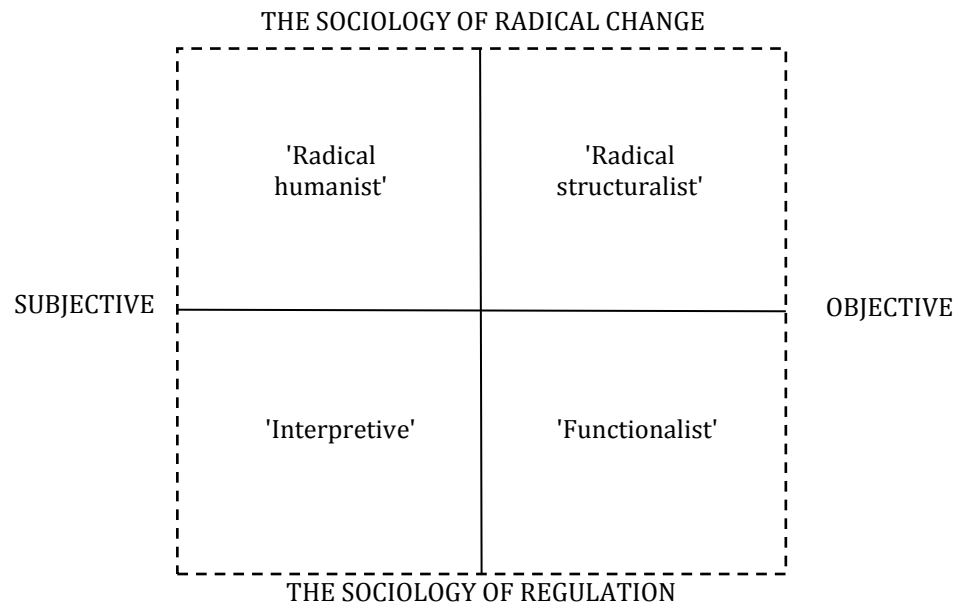 THE SOCIOLOGY OF RADICAL CHANGE
'Radical
humanist'
'Radical
structuralist'
SUBJECTIVE
OBJECTIVE
'Interpretive'
'Functionalist'
THE SOCIOLOGY OF REGULATION